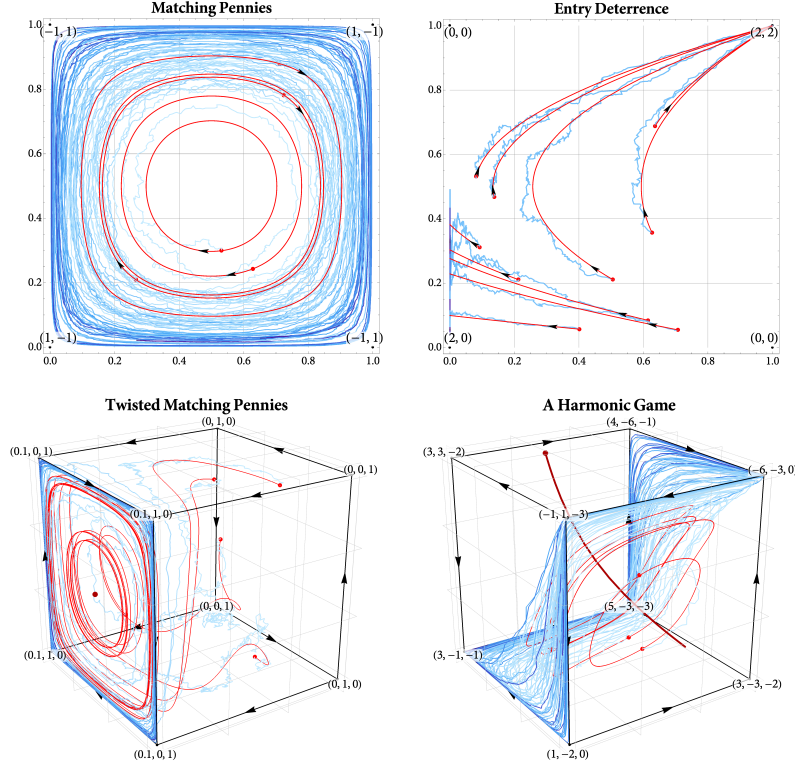 Matching Pennies
1.0
(−1, 1)
(1, −1)
0.8
0.6
0.4
0.2
(1, −1)
(−1, 1)
0.0
0.0 0.2 0.4 0.6 0.8 1.0
Entry Deterrence
1.0
(0, 0)
(2, 2)
0.8
0.6
0.4
0.2
(2, 0)
(0, 0)
0.0
0.0 0.2 0.4 0.6 0.8 1.0
Twisted Matching Pennies
(0, 1, 0)
(0.1, 0, 1)
(0, 0, 1)
(0.1, 1, 0)
(0, 0, 1)
(0.1, 1, 0)
(0, 1, 0)
(0.1, 0, 1)
A Harmonic Game
(4, −6, −1)
(3, 3, −2)
(−6, −3, 0)
(−1, 1, −3)
(5, −3, −3)
(3, −1, −1)
(3, −3, −2)
(1, −2, 0)